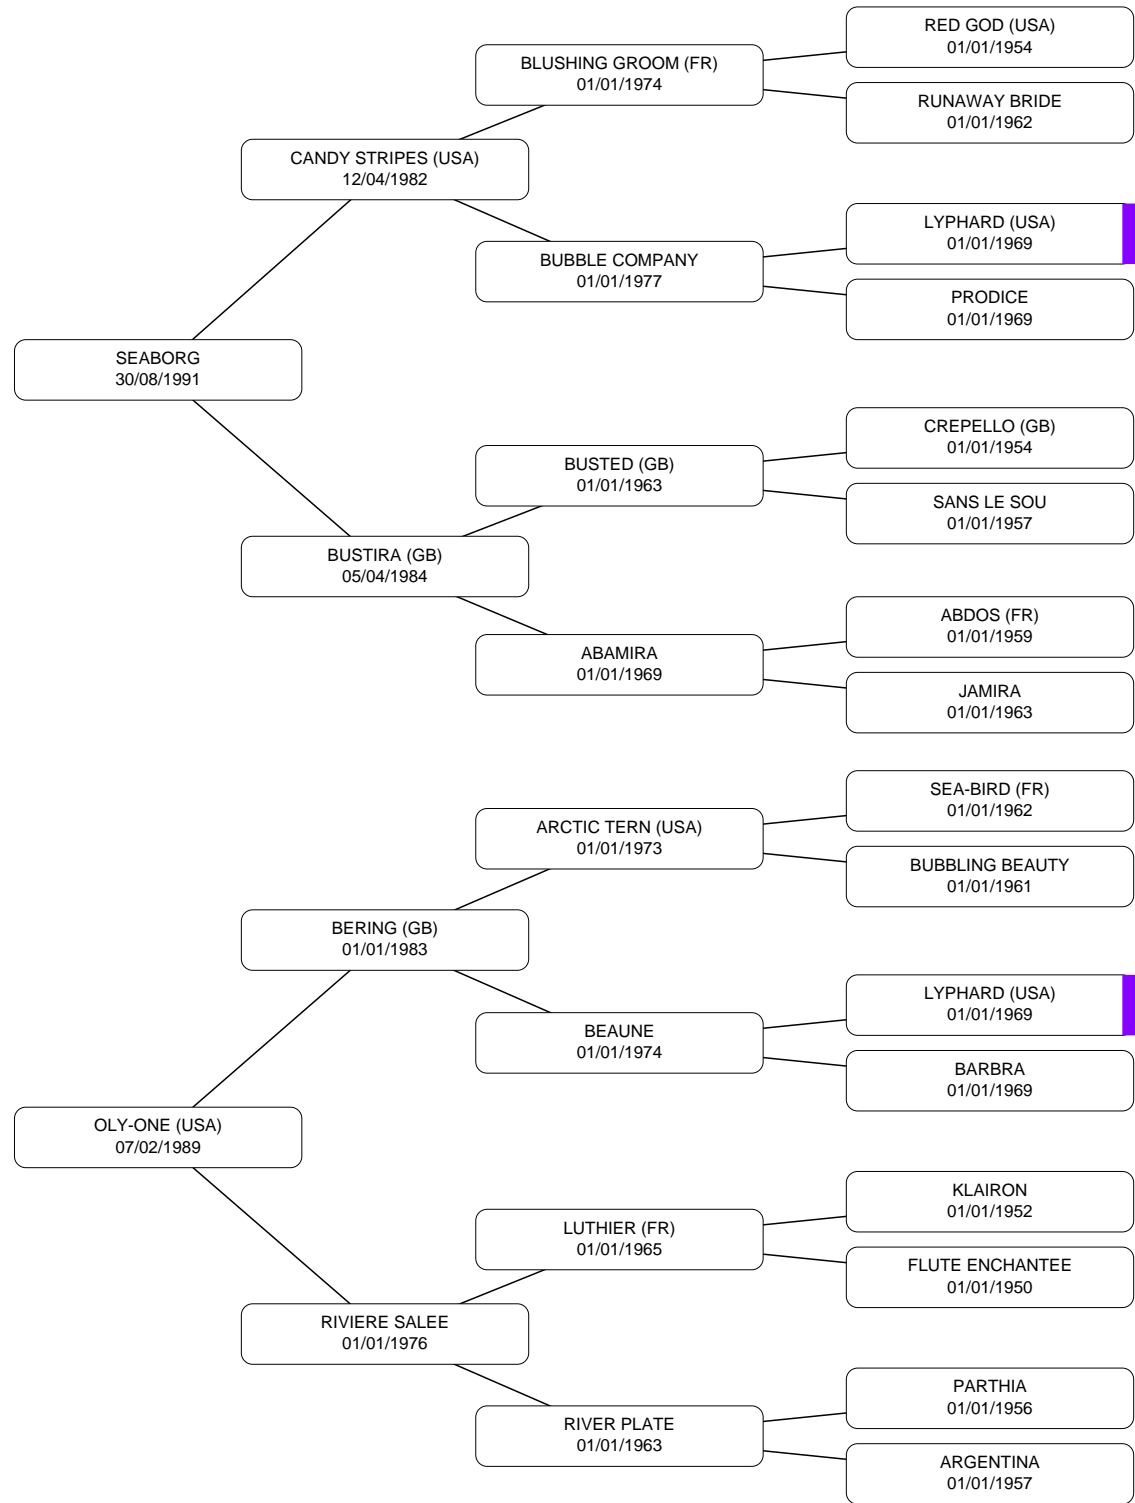 RED GOD (USA)
01/01/1954
BLUSHING GROOM (FR)
01/01/1974
RUNAWAY BRIDE
01/01/1962
CANDY STRIPES (USA)
12/04/1982
LYPHARD (USA)
01/01/1969
BUBBLE COMPANY
01/01/1977
PRODICE
01/01/1969
SEABORG
30/08/1991
CREPELLO (GB)
01/01/1954
BUSTED (GB)
01/01/1963
SANS LE SOU
01/01/1957
BUSTIRA (GB)
05/04/1984
ABDOS (FR)
01/01/1959
ABAMIRA
01/01/1969
JAMIRA
01/01/1963
SEA-BIRD (FR)
01/01/1962
ARCTIC TERN (USA)
01/01/1973
BUBBLING BEAUTY
01/01/1961
BERING (GB)
01/01/1983
LYPHARD (USA)
01/01/1969
BEAUNE
01/01/1974
BARBRA
01/01/1969
OLY-ONE (USA)
07/02/1989
KLAIRON
01/01/1952
LUTHIER (FR)
01/01/1965
FLUTE ENCHANTEE
01/01/1950
RIVIERE SALEE
01/01/1976
PARTHIA
01/01/1956
RIVER PLATE
01/01/1963
ARGENTINA
01/01/1957